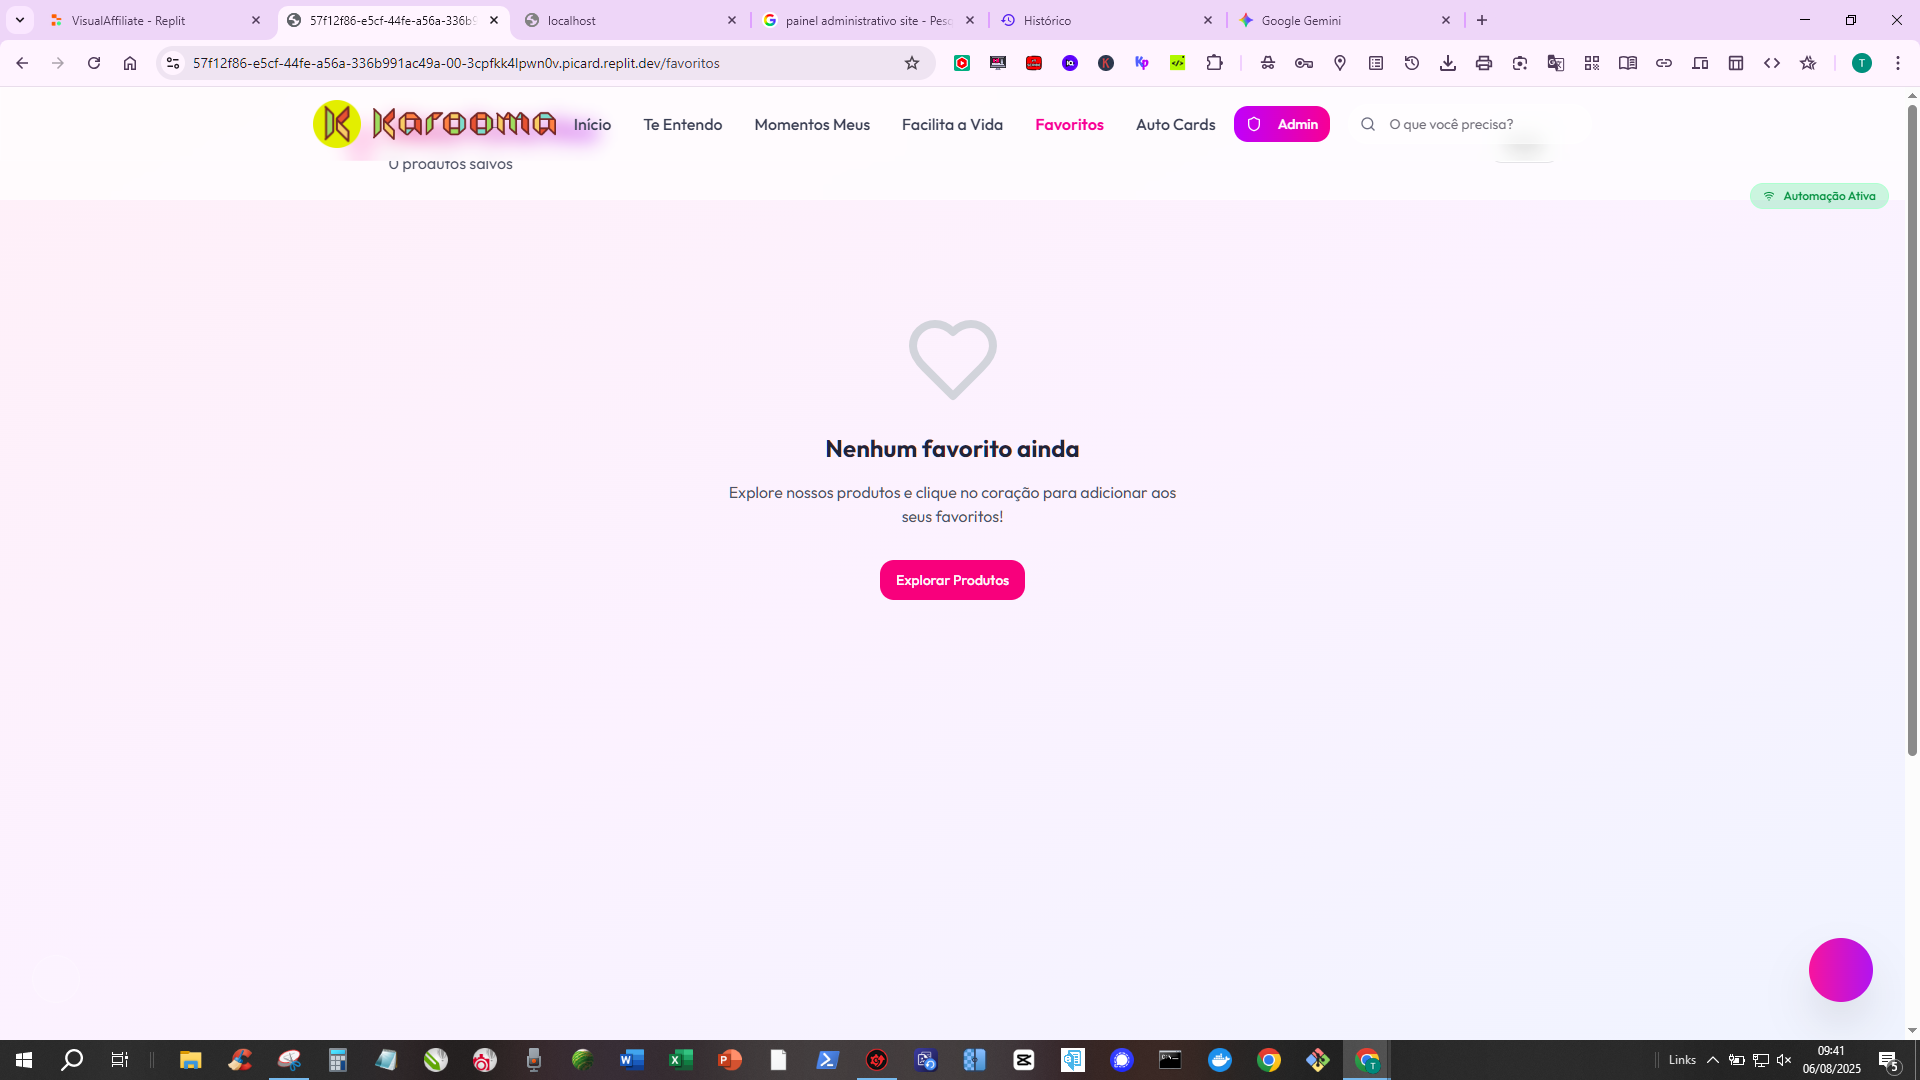 VisualAffiliate - Replit
57f12f86-e5cf-44fe-a56a-336b9
localhost
painel administrativo site - Pesq
Histórico
Google Gemini
57f12f86-e5cf-44fe-a56a-336b991ac49a-00-3cpfkk4lpwn0v.picard.replit.dev/favoritos
T
K Karooma
Início
Te Entendo
Momentos Meus
Facilita a Vida
Favoritos
Auto Cards
Admin
O que você precisa?
0 produtos salvos
Automação Ativa
Nenhum favorito ainda
Explore nossos produtos e clique no coração para adicionar aos
seus favoritos!
Explorar Produtos
Links
09:41
06/08/2025
5